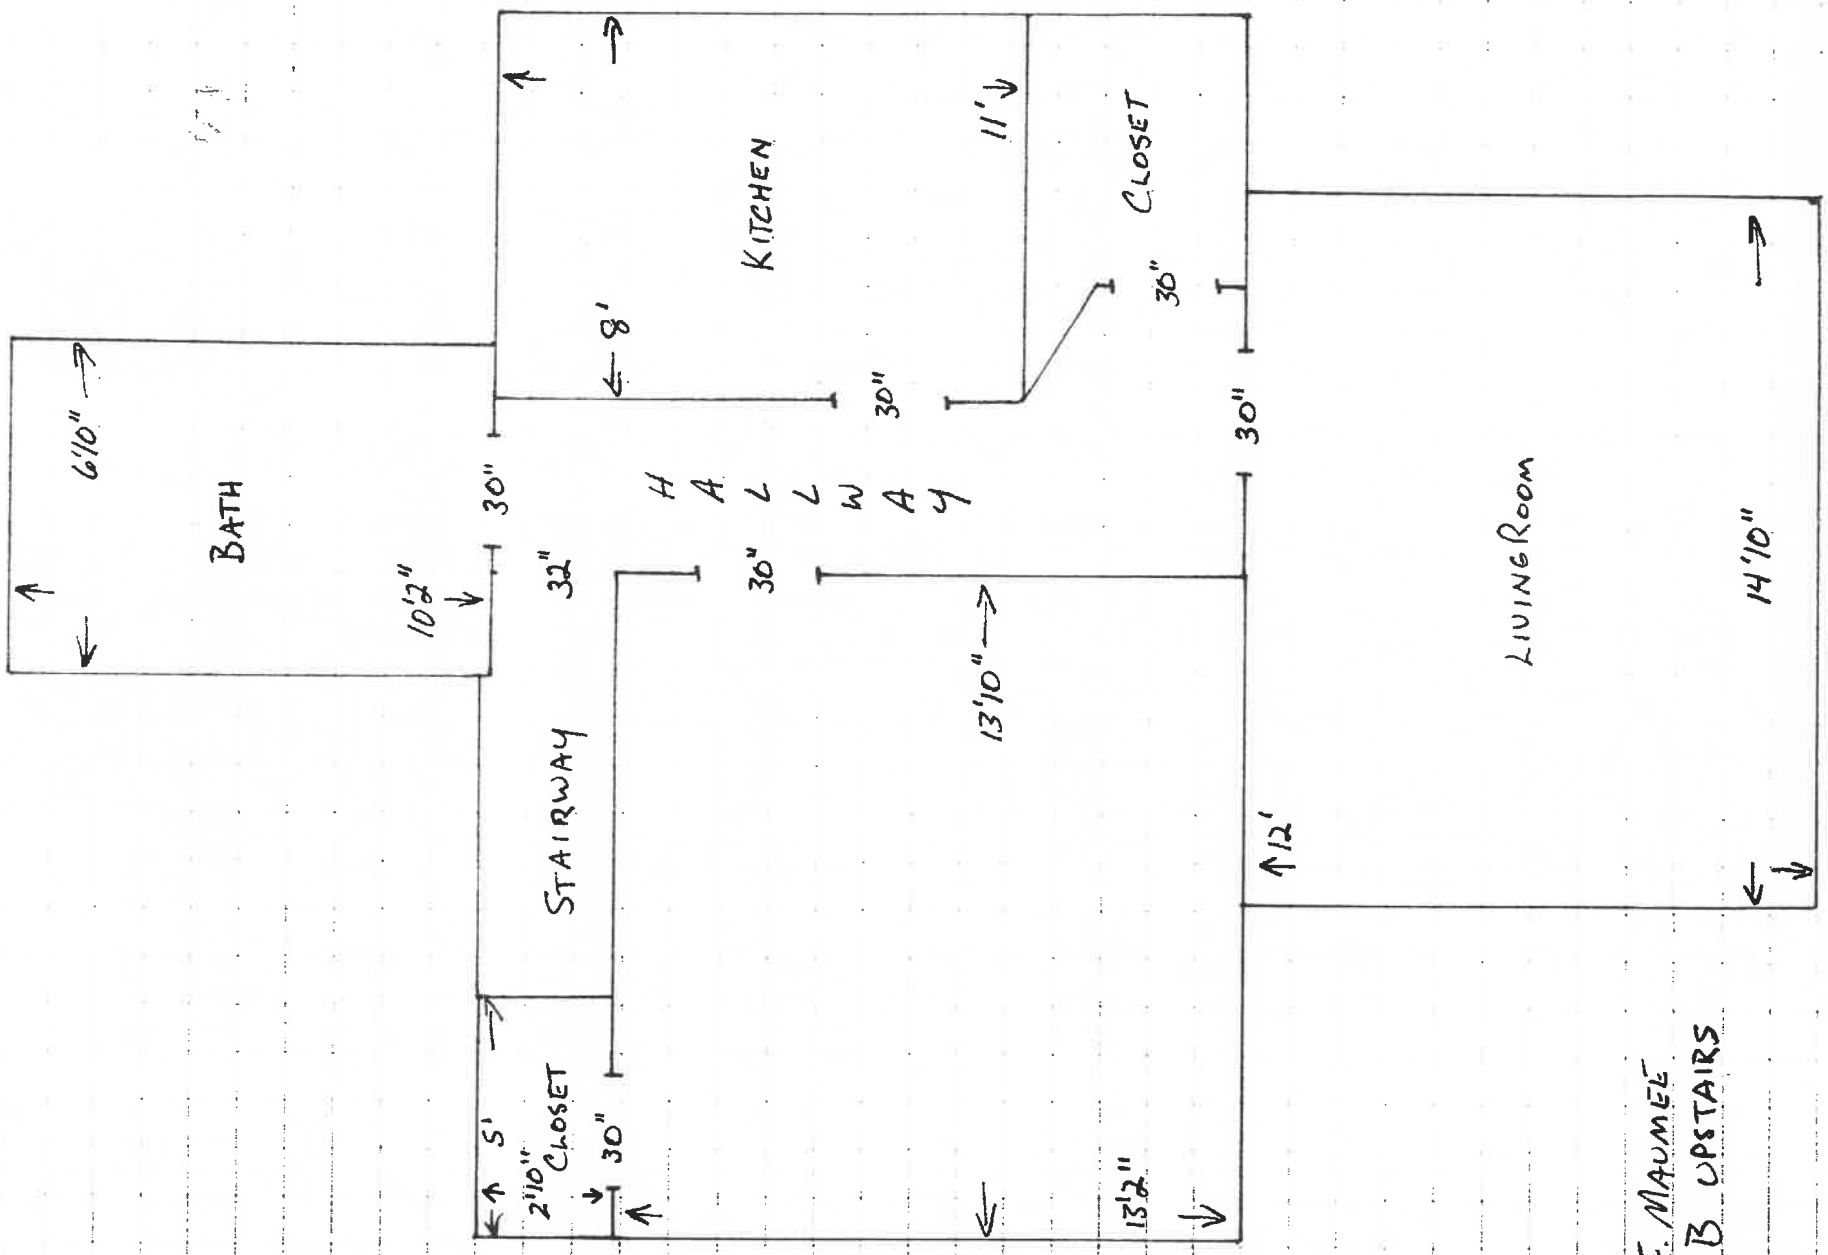 6'10"
BATH
10'2"
30"
32"
HALLWAY
30"
30"
8'
KITCHEN
11'
CLOSET
30"
30"
STAIRWAY
5'
2'10"
CLOSET
30"
13'10"
13'2"
12'
LIVING ROOM
14'10"
MAUMEE
B UPSTAIRS